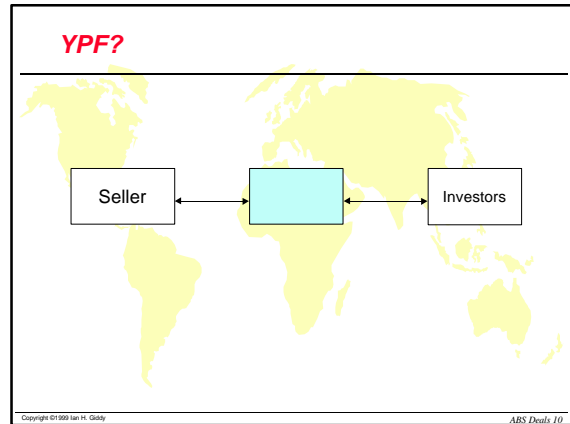 YPF?
Seller
Investors
Copyright ©1999 Ian H. Giddy
ABS Deals 10